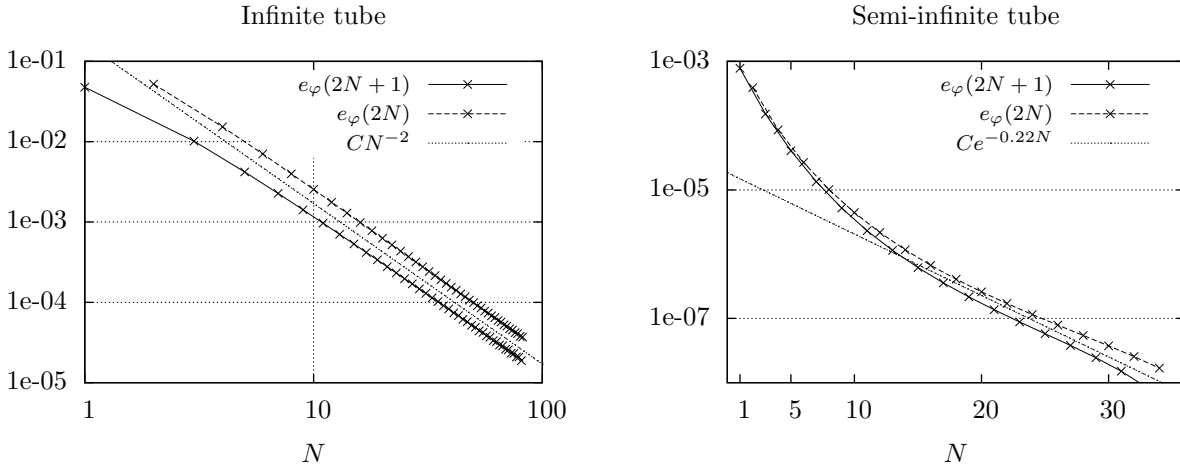 Infinite tube
1e-01
1e-02
1e-03
1e-04
1e-05
1
10
100
N
e_φ(2N + 1)
e_φ(2N)
CN^{-2}
Semi-infinite tube
1e-03
1e-05
1e-07
1
5
10
20
30
N
e_φ(2N + 1)
e_φ(2N)
Ce^{-0.22N}